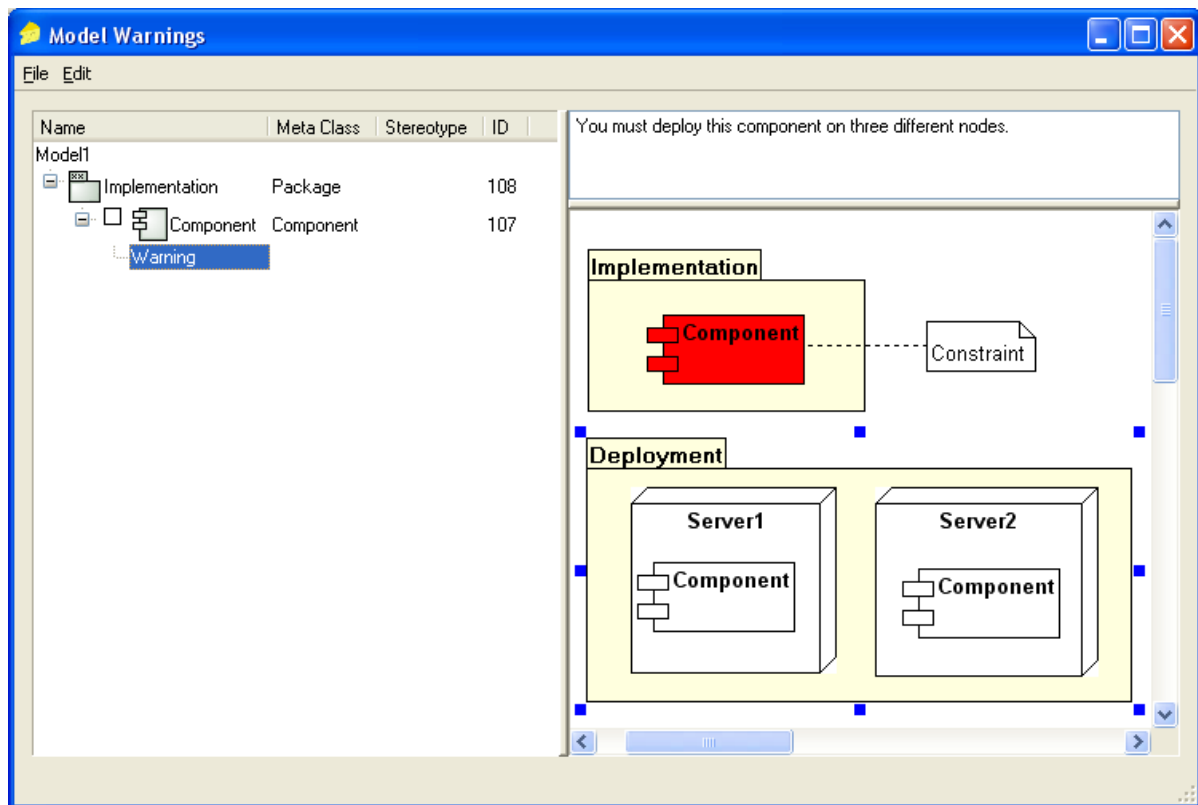 Model Warnings
File Edit
Name Meta Class Stereotype ID
Model1
Implementation Package 108
Component Component 107
Warning
You must deploy this component on three different nodes.
Implementation
Component
Constraint
Deployment
Server1 Server2
Component Component